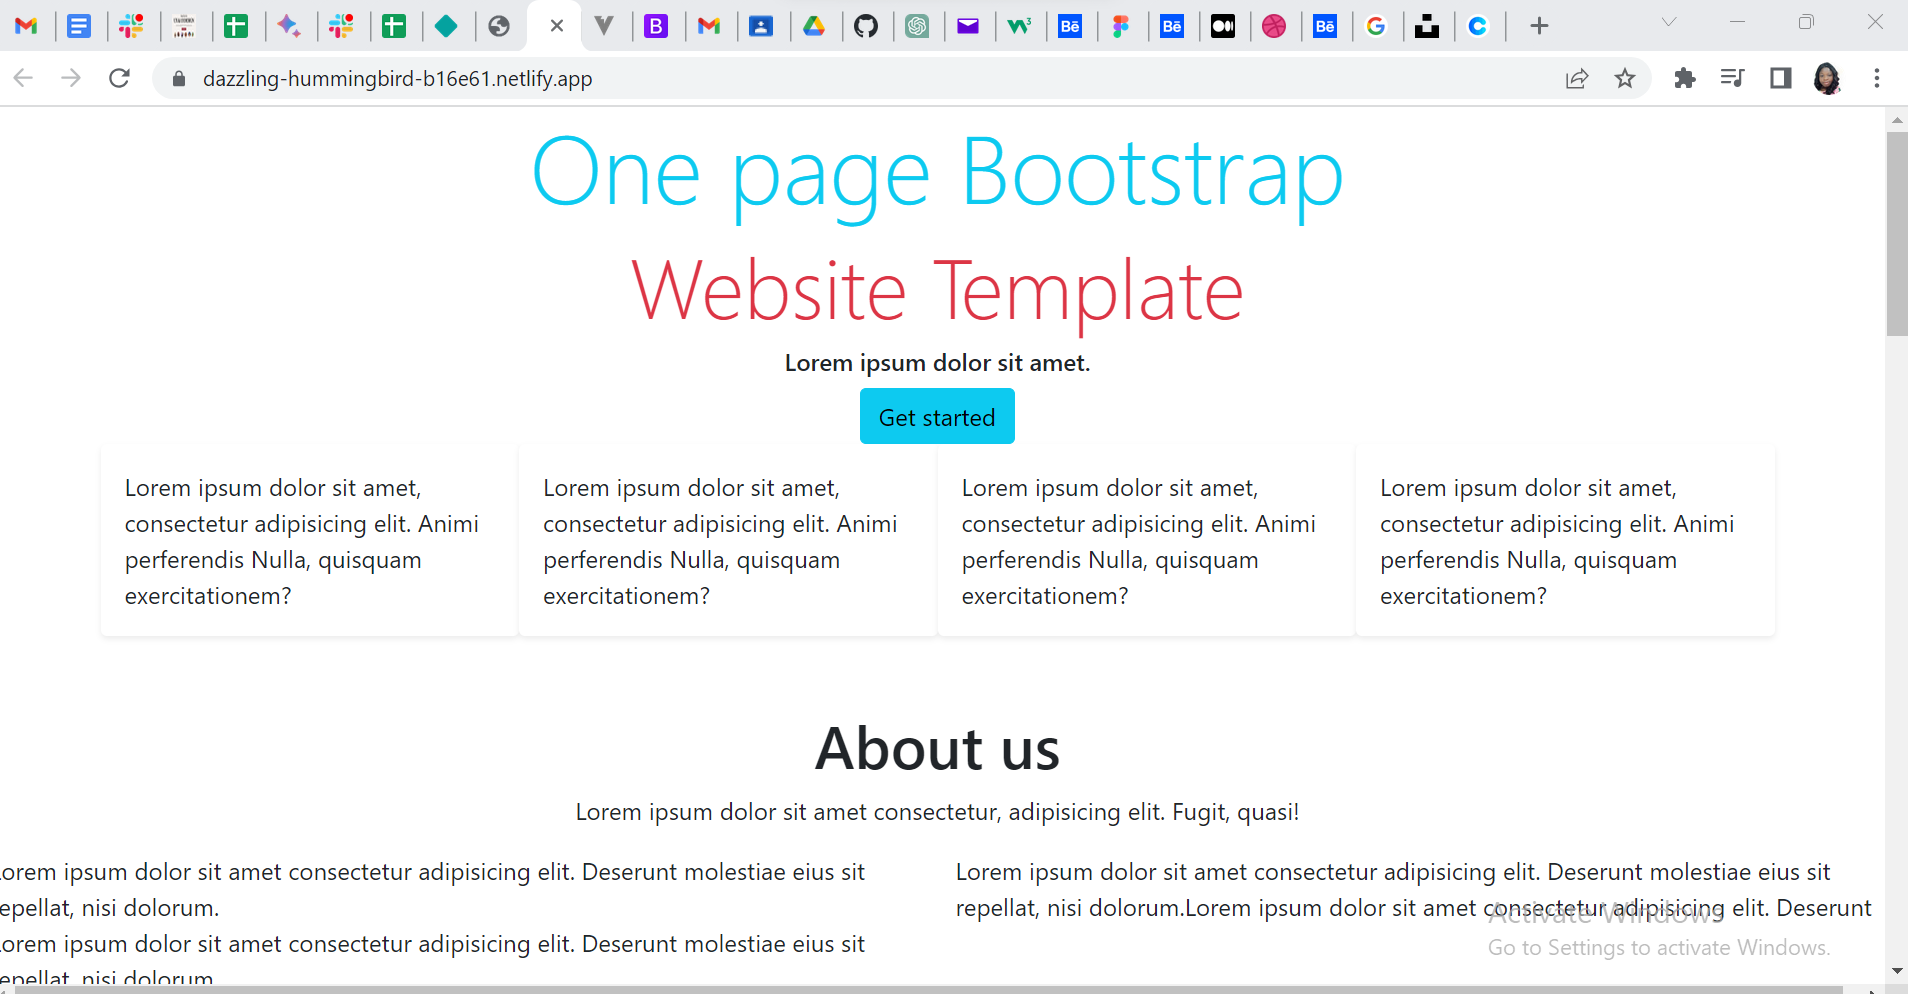 dazzling-hummingbird-b16e61.netlify.app
One page Bootstrap
Website Template
Lorem ipsum dolor sit amet.
Get started
Lorem ipsum dolor sit amet,
consectetur adipisicing elit. Animi
perferendis Nulla, quisquam
exercitationem?
Lorem ipsum dolor sit amet,
consectetur adipisicing elit. Animi
perferendis Nulla, quisquam
exercitationem?
Lorem ipsum dolor sit amet,
consectetur adipisicing elit. Animi
perferendis Nulla, quisquam
exercitationem?
Lorem ipsum dolor sit amet,
consectetur adipisicing elit. Animi
perferendis Nulla, quisquam
exercitationem?
About us
Lorem ipsum dolor sit amet consectetur, adipisicing elit. Fugit, quasi!
orem ipsum dolor sit amet consectetur adipisicing elit. Deserunt molestiae eius sit
epellat, nisi dolorum.
orem ipsum dolor sit amet consectetur adipisicing elit. Deserunt molestiae eius sit
epellat, nisi dolorum
Lorem ipsum dolor sit amet consectetur adipisicing elit. Deserunt molestiae eius sit
repellat, nisi dolorum.Lorem ipsum dolor sit amet consectetur adipisicing elit. Deserunt
Activate Windows
Go to Settings to activate Windows.